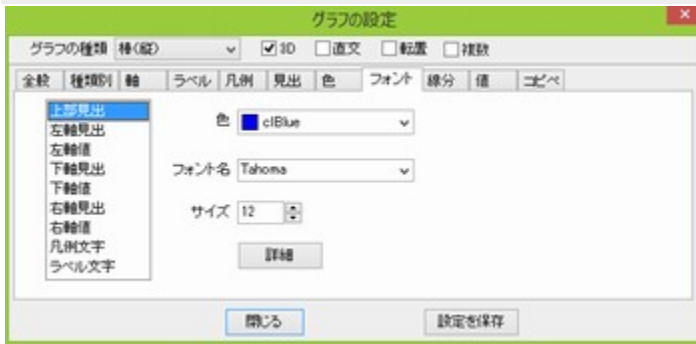 グラフの設定
グラフの種類 棒(縦) 3D 直交 転置 複数
全般 種類別 軸 ラベル 凡例 見出 色 フォント 線分 値 コピペ
上部見出
左軸見出
左軸値
下軸見出
下軸値
右軸見出
右軸値
凡例文字
ラベル文字
色 clBlue
フォント名 Tahoma
サイズ 12
詳細
閉じる 設定を保存